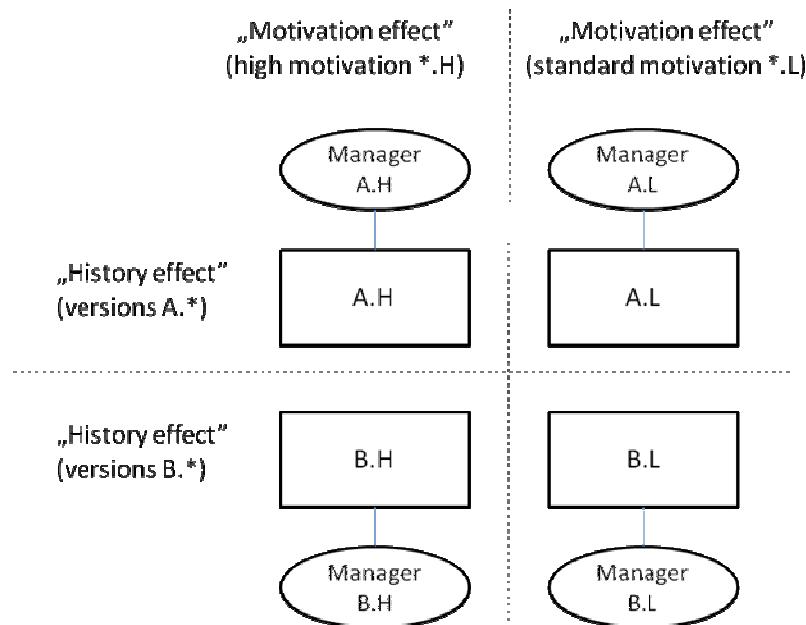 „Motivation effect”
(high motivation *.H)
„Motivation effect”
(standard motivation *.L)
Manager
A.H
Manager
A.L
„History effect”
(versions A.*)
A.H
A.L
„History effect”
(versions B.*)
B.H
B.L
Manager
B.H
Manager
B.L